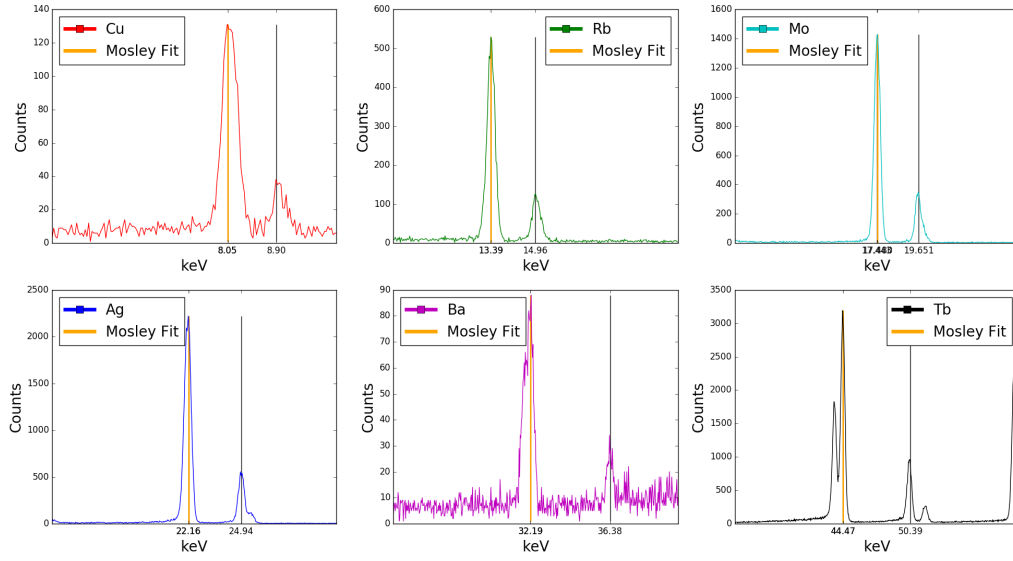 Cu
Mosley Fit
Counts
140
120
100
80
60
40
20
0
8.05
8.90
keV
Rb
Mosley Fit
Counts
600
500
400
300
200
100
0
13.39
14.96
keV
Mo
Mosley Fit
Counts
1600
1400
1200
1000
800
600
400
200
0
19.651
keV
Ag
Mosley Fit
Counts
2500
2000
1500
1000
500
0
22.16
24.94
keV
Ba
Mosley Fit
Counts
90
80
70
60
50
40
30
20
10
0
32.19
36.38
keV
Tb
Mosley Fit
Counts
3500
3000
2500
2000
1500
1000
500
0
44.47
50.39
keV